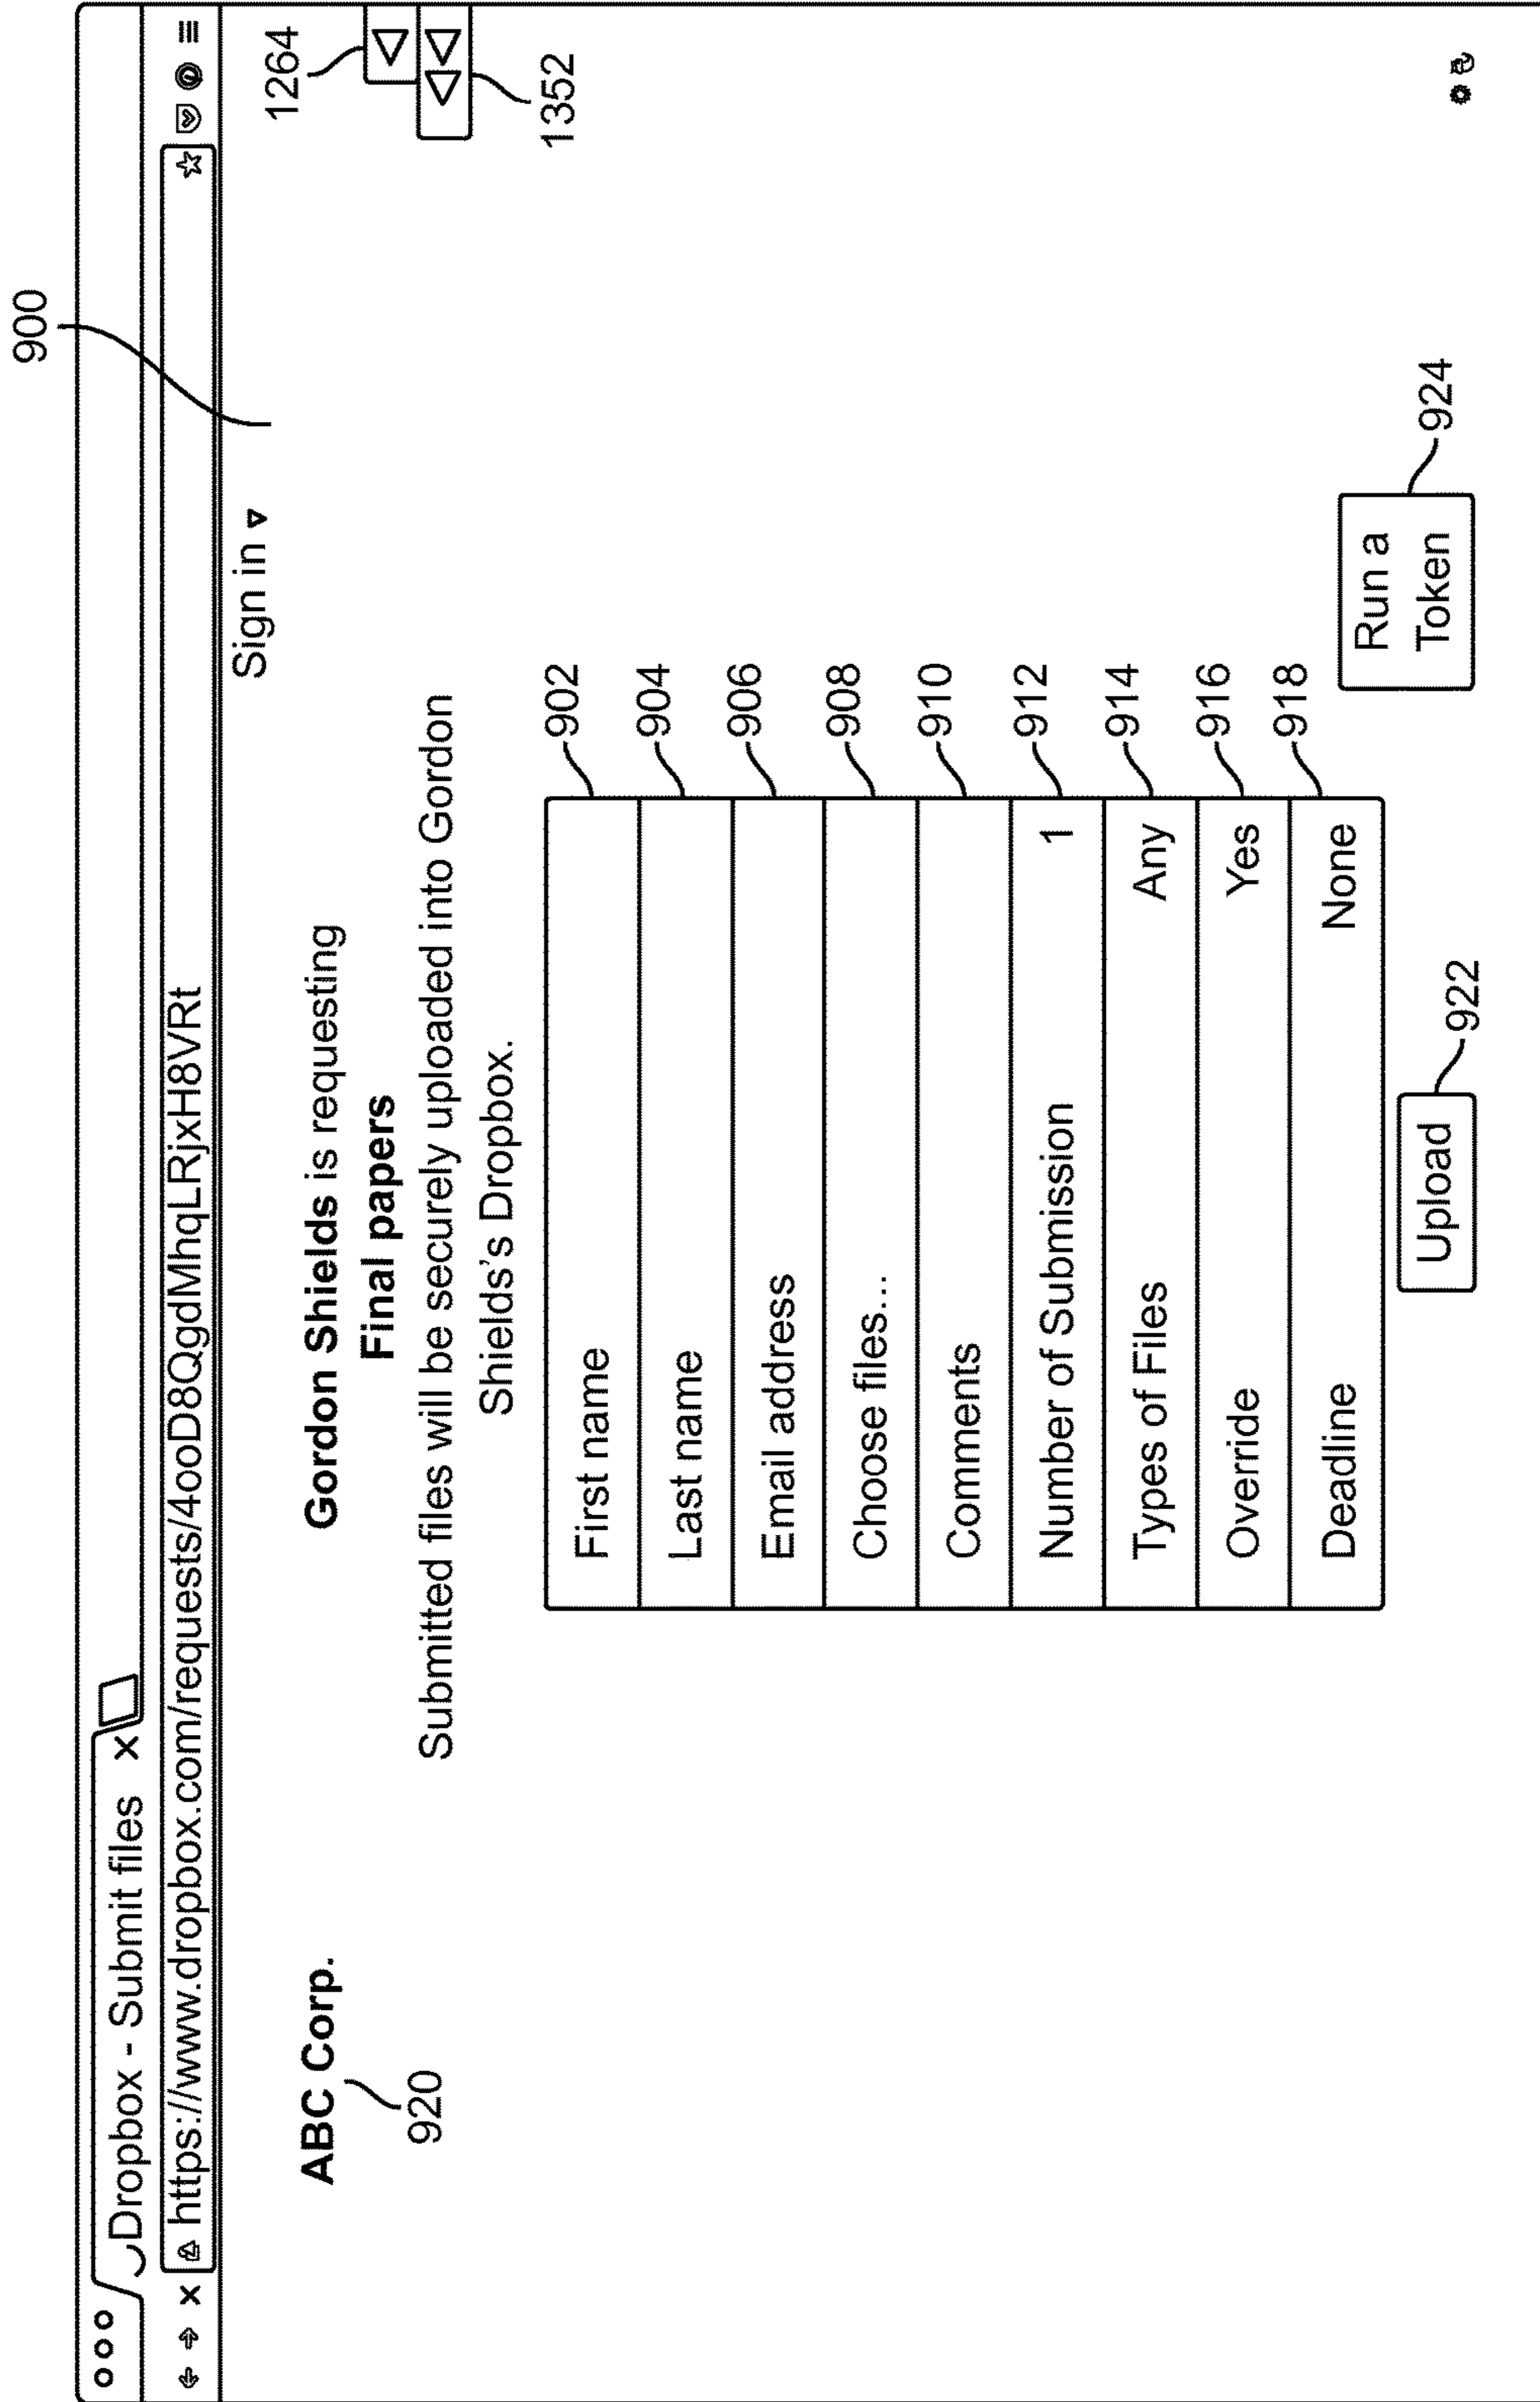 900
Dropbox - Submit files x
https://www.dropbox.com/requests/4ooD8QgdMhqLRjxH8VRt
Sign in
1264
1352
ABC Corp.
920
Gordon Shields is requesting
Final papers
Submitted files will be securely uploaded into Gordon
Shields's Dropbox.
First name 902
Last name 904
Email address 906
Choose files... 908
Comments 910
Number of Submission 1 912
Types of Files Any 914
Override Yes 916
Deadline None 918
Upload 922
Run a
Token 924